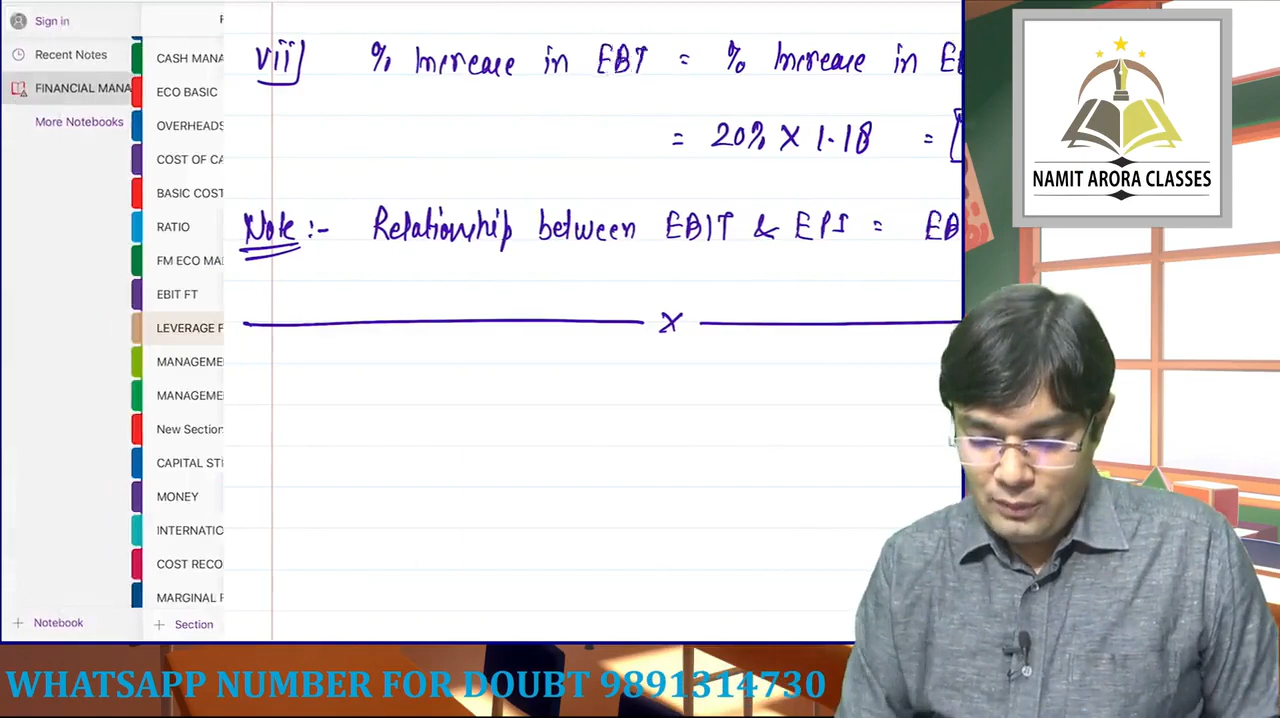 Sign in
Recent Notes
FINANCIAL MANA
More Notebooks
Notebook
CASH MANA
ECO BASIC
OVERHEADS
COST OF CA
BASIC COST
RATIO
FM ECO MA
EBIT FT
LEVERAGE F
MANAGEME
MANAGEME
New Section
CAPITAL ST
MONEY
INTERNATIO
COST RECO
MARGINAL F
Section
vii) % Increase in EBT = % Increase in EB
= 20% X 1.18 = [
Note :- Relationship between EBIT & EPS = EB
X
NAMIT ARORA CLASSES
WHATSAPP NUMBER FOR DOUBT 9891314730